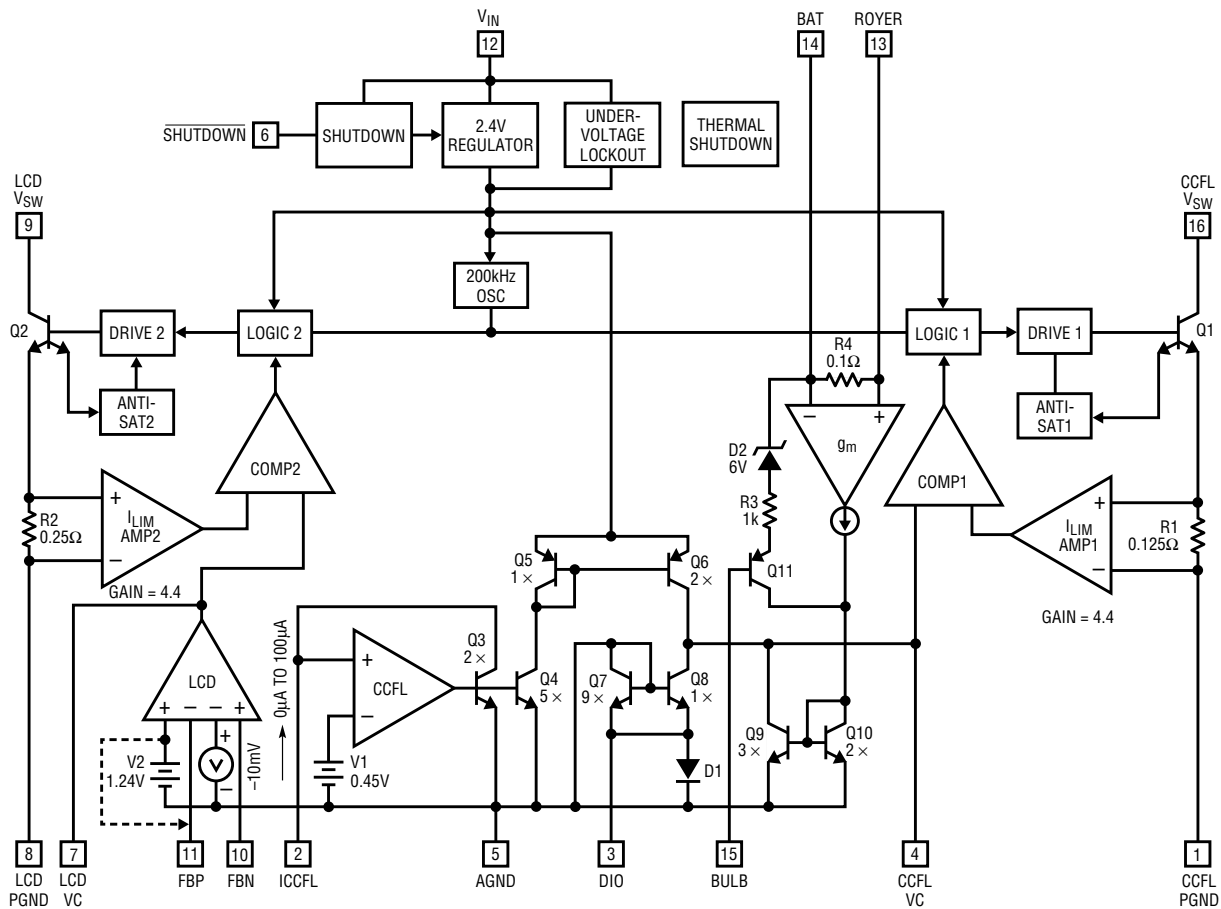 VIN
12
BAT
14
ROYER
13
SHUTDOWN
6
SHUTDOWN
2.4V
REGULATOR
UNDER-
VOLTAGE
LOCKOUT
THERMAL
SHUTDOWN
LCD
VSW
9
CCFL
VSW
16
200kHz
OSC
Q2
DRIVE 2
LOGIC 2
LOGIC 1
DRIVE 1
Q1
R4
0.1Ω
ANTI-
SAT2
ANTI-
SAT1
–
+
gm
D2
6V
COMP2
COMP1
R3
1k
R2
0.25Ω
+
ILIM
AMP2
–
GAIN = 4.4
+
ILIM
AMP1
–
R1
0.125Ω
GAIN = 4.4
Q5
1×
Q6
2×
Q11
0µA TO 100µA
+
CCFL
–
Q3
2×
Q4
5×
Q7
9×
Q8
1×
LCD
+
–
–
+
V2
1.24V
+
V
–
–10mV
V1
0.45V
D1
Q9
3×
Q10
2×
8
7
11
10
2
5
3
15
4
1
LCD
PGND
LCD
VC
FBP
FBN
ICCFL
AGND
DIO
BULB
CCFL
VC
CCFL
PGND